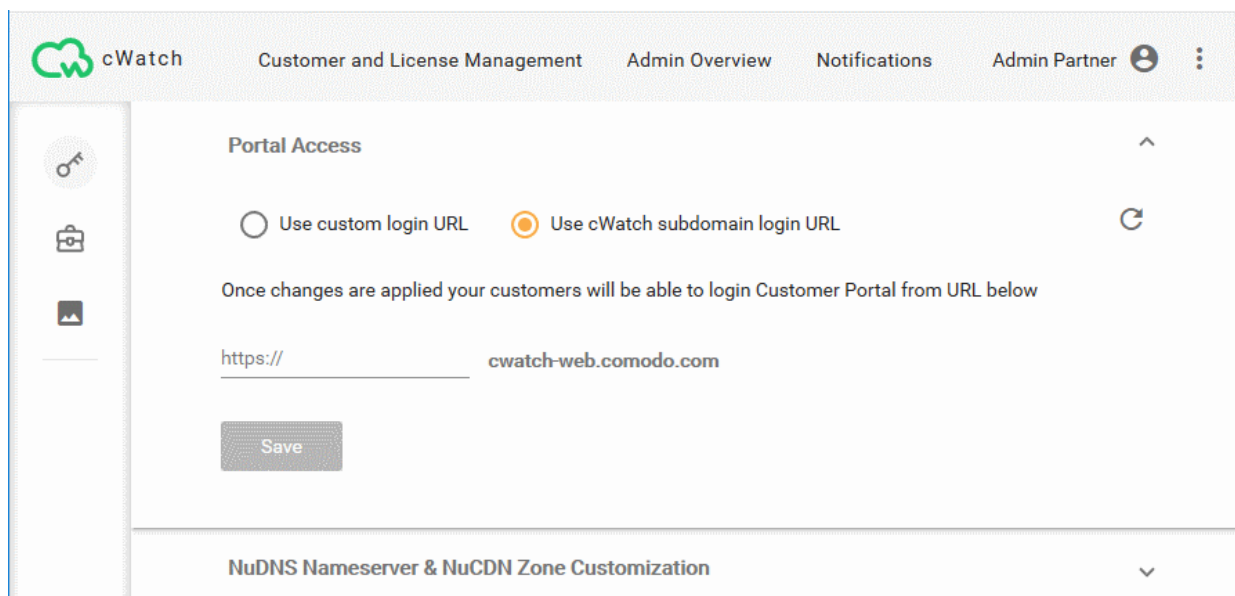 cWatch Customer and License Management Admin Overview Notifications Admin Partner
Portal Access
Use custom login URL Use cWatch subdomain login URL
Once changes are applied your customers will be able to login Customer Portal from URL below
https:// cwatch-web.comodo.com
Save
NuDNS Nameserver & NuCDN Zone Customization